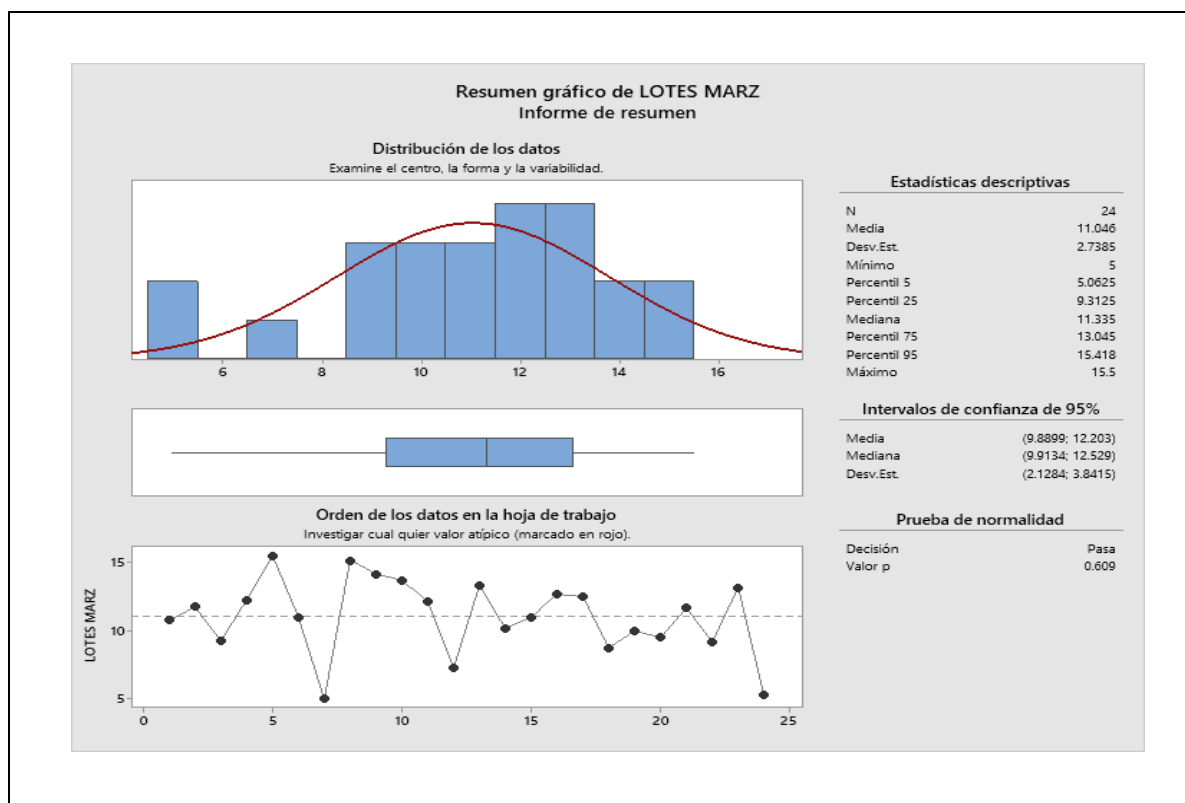 Resumen gráfico de LOTES MARZ
Informe de resumen
Distribución de los datos
Examine el centro, la forma y la variabilidad.
6 8 10 12 14 16
Orden de los datos en la hoja de trabajo
Investigar cual quier valor atípico (marcado en rojo).
LOTES MARZ
15
10
5
0 5 10 15 20 25
Estadísticas descriptivas
N 24
Media 11.046
Desv.Est. 2.7385
Mínimo 5
Percentil 5 5.0625
Percentil 25 9.3125
Mediana 11.335
Percentil 75 13.045
Percentil 95 15.418
Máximo 15.5
Intervalos de confianza de 95%
Media (9.8899; 12.203)
Mediana (9.9134; 12.529)
Desv.Est. (2.1284; 3.8415)
Prueba de normalidad
Decisión Pasa
Valor p 0.609